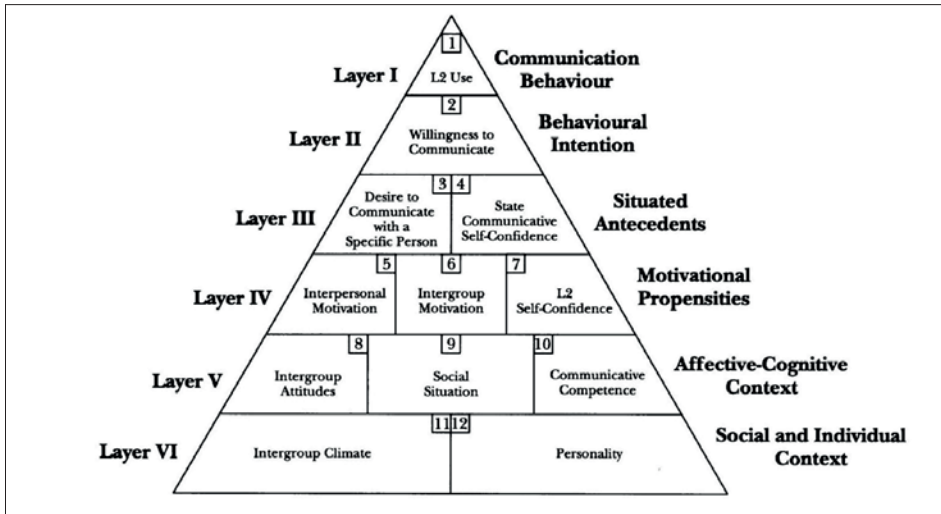 1
Layer I
L2 Use
Communication
Behaviour
2
Layer II
Willingness to
Communicate
Behavioural
Intention
3 4
Layer III
Desire to
Communicate
with a
Specific Person
State
Communicative
Self-Confidence
Situated
Antecedents
5 6 7
Layer IV
Interpersonal
Motivation
Intergroup
Motivation
L2
Self-Confidence
Motivational
Propensities
8 9 10
Layer V
Intergroup
Attitudes
Social
Situation
Communicative
Competence
Affective-Cognitive
Context
11 12
Layer VI
Intergroup Climate
Personality
Social and Individual
Context